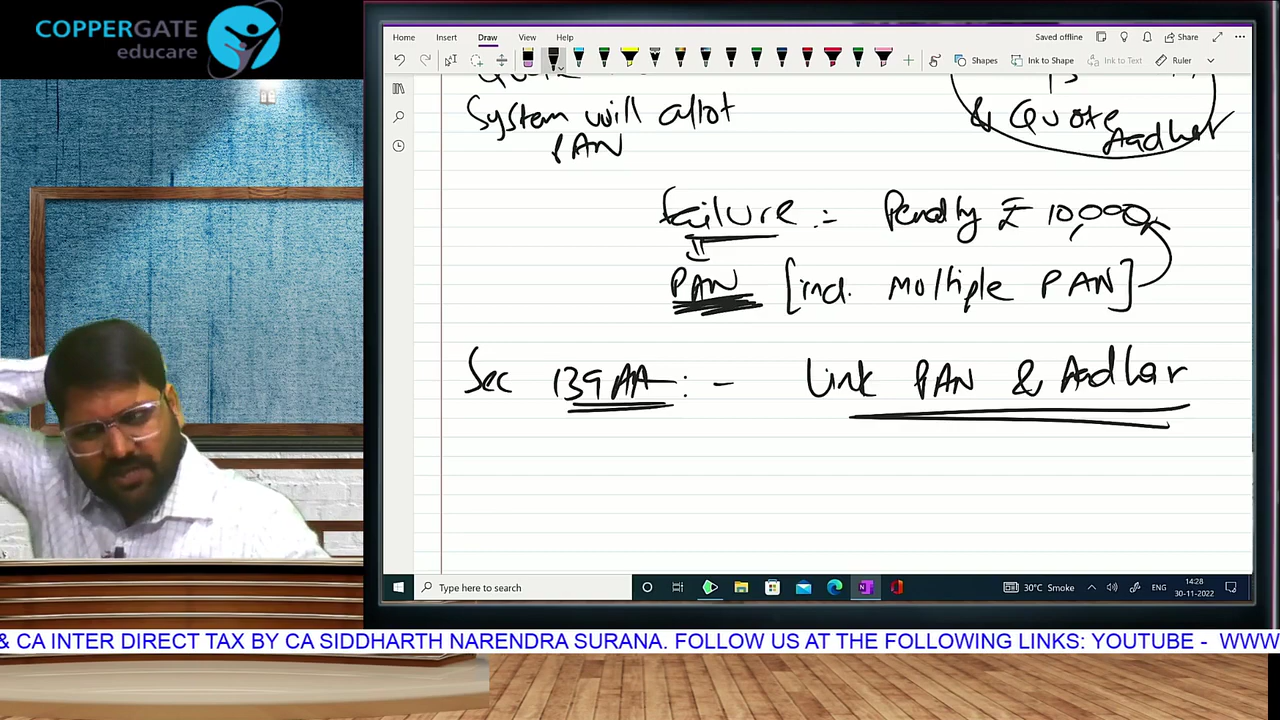 COPPERGATE
educare
Home Insert Draw View Help
Saved offline
Share
Shapes
Ink to Shape
Ink to Text
Ruler
System will allot
PAN
& Quote
Aadhar
failure :- Penalty ₹ 10,000
PAN [incl. Multiple PAN]
Sec 139AA :- Link PAN & Aadhar
Type here to search
30°C Smoke
ENG
14:28
30-11-2022
& CA INTER DIRECT TAX BY CA SIDDHARTH NARENDRA SURANA. FOLLOW US AT THE FOLLOWING LINKS: YOUTUBE - WWW